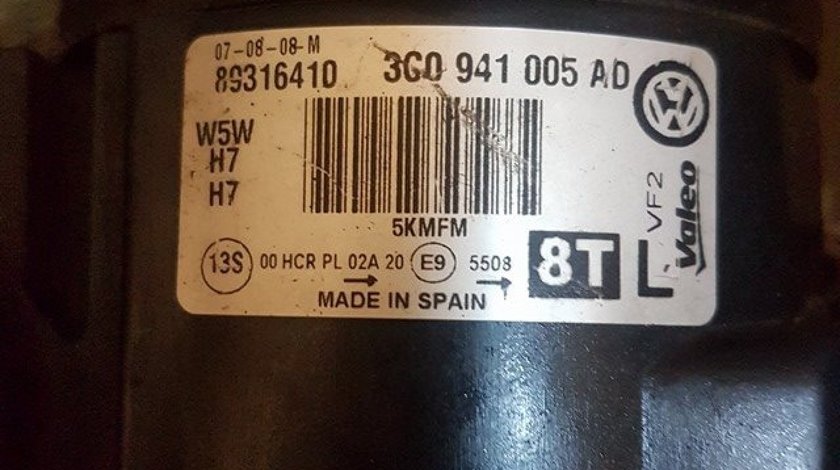 07-08-08-M
89316410 3G0 941 005 AD
W5W
H7
H7
5KMFM
13S 00 HCR PL 02A 20 E9 5508
8T L
VF2
Valeo
MADE IN SPAIN